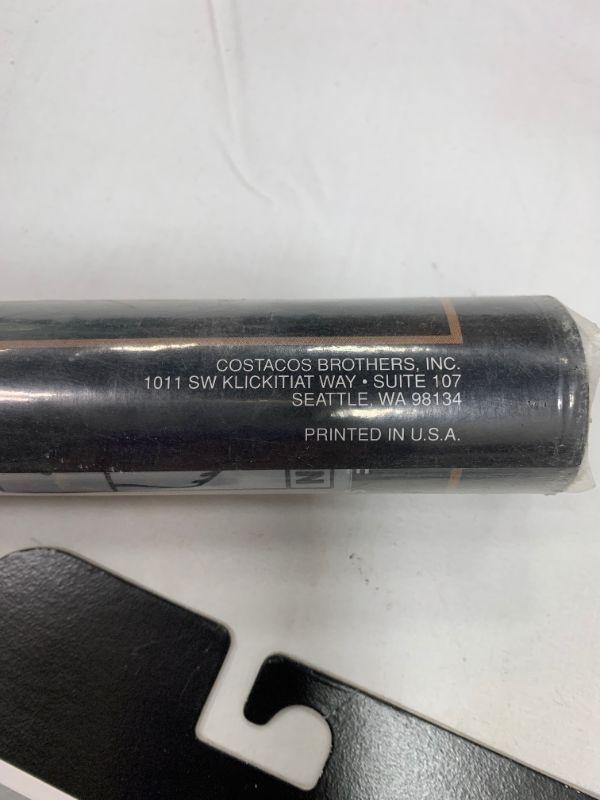 COSTACOS BROTHERS, INC.
1011 SW KLICKITIAT WAY • SUITE 107
SEATTLE, WA 98134
PRINTED IN U.S.A.